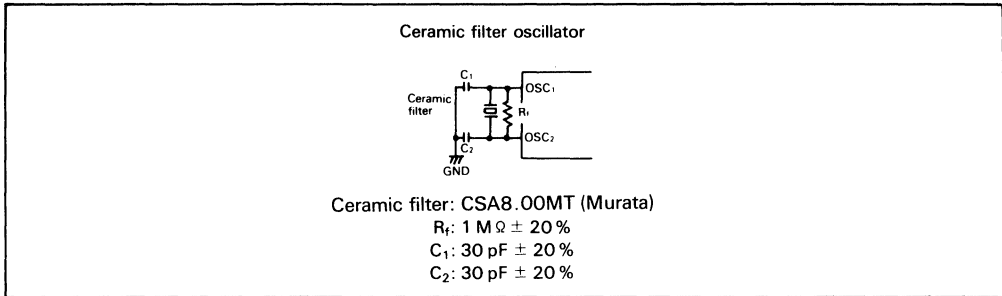 Ceramic filter oscillator
C₁
OSC₁
Ceramic
filter
Rf
OSC₂
C₂
GND
Ceramic filter: CSA8.00MT (Murata)
Rf: 1 MΩ ± 20 %
C₁: 30 pF ± 20 %
C₂: 30 pF ± 20 %